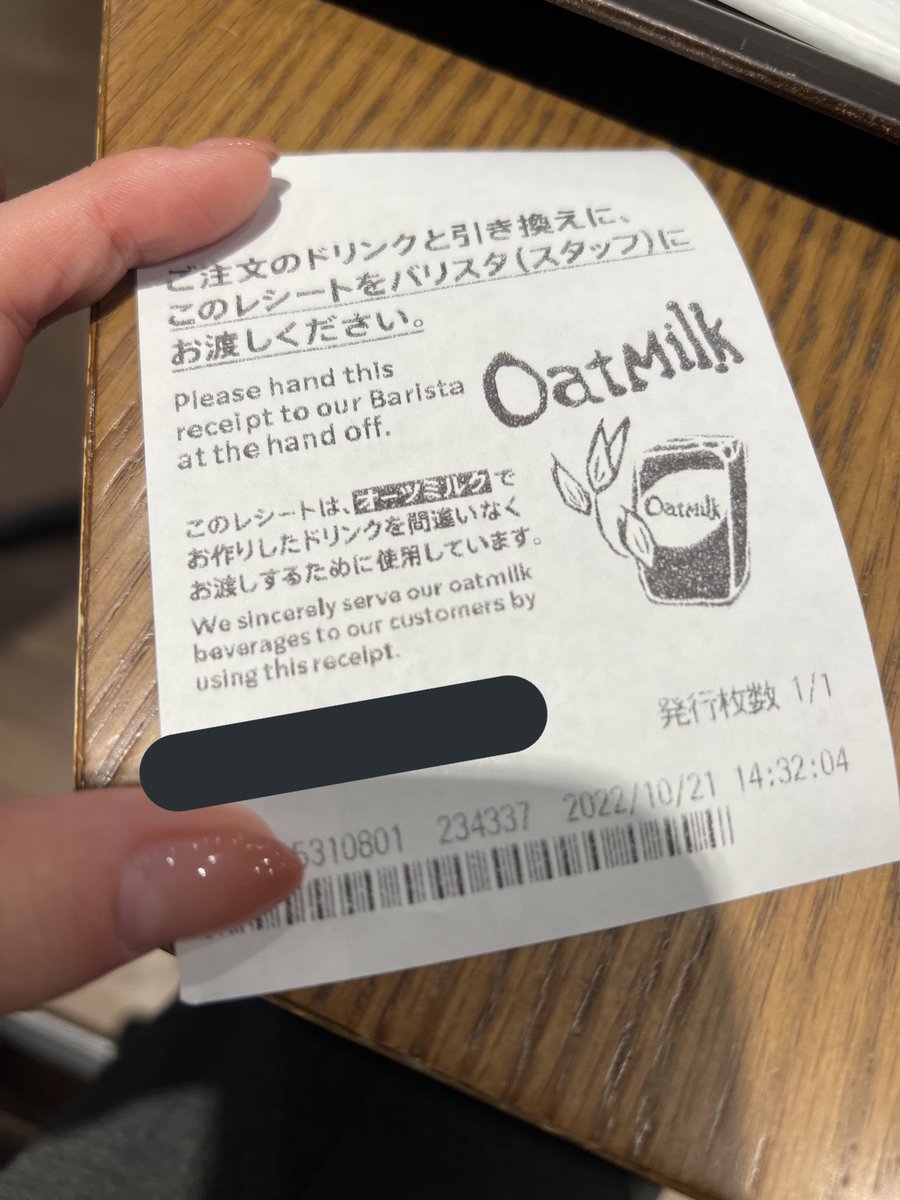 ご注文のドリンクと引き換えに、
このレシートをバリスタ(スタッフ)に
お渡しください。
Please hand this
receipt to our Barista
at the hand off.
OatMilk
このレシートは、オーツミルクで
お作りしたドリンクを間違いなく
お渡しするために使用しています。
Oatmilk
We sincerely serve our oatmilk
beverages to our customers by
using this receipt.
発行枚数 1/1
5310801 234337 2022/10/21 14:32:04